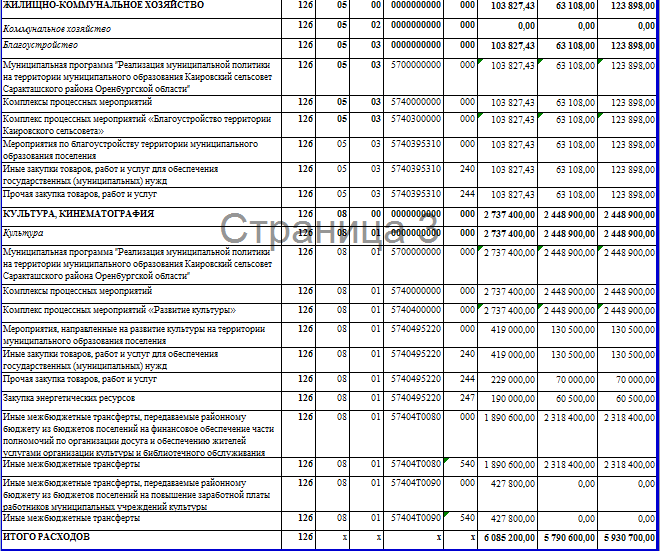 ЖИЛИЩНО-КОММУНАЛЬНОЕ ХОЗЯЙСТВО 126 05 00 0000000000 000 103 827,43 63 108,00 123 898,00
Коммунальное хозяйство 126 05 02 0000000000 000 0,00 0,00 0,00
Благоустройство 126 05 03 0000000000 000 103 827,43 63 108,00 123 898,00
Муниципальная программа "Реализация муниципальной политики 126 05 03 5700000000 000 103 827,43 63 108,00 123 898,00
на территории муниципального образования Каировский сельсовет
Саракташского района Оренбургской области"
Комплексы процессных мероприятий 126 05 03 5740000000 000 103 827,43 63 108,00 123 898,00
Комплекс процессных мероприятий «Благоустройство территории 126 05 03 5740300000 000 103 827,43 63 108,00 123 898,00
Каировского сельсовета»
Мероприятия по благоустройству территории муниципального 126 05 03 5740395310 000 103 827,43 63 108,00 123 898,00
образования поселения
Иные закупки товаров, работ и услуг для обеспечения 126 05 03 5740395310 240 103 827,43 63 108,00 123 898,00
государственных (муниципальных) нужд
Прочая закупка товаров, работ и услуг 126 05 03 5740395310 244 103 827,43 63 108,00 123 898,00
КУЛЬТУРА, КИНЕМАТОГРАФИЯ 126 08 00 0000000000 000 2 737 400,00 2 448 900,00 2 448 900,00
Страница 3
Культура 126 08 01 0000000000 000 2 737 400,00 2 448 900,00 2 448 900,00
Муниципальная программа "Реализация муниципальной политики 126 08 01 5700000000 000 2 737 400,00 2 448 900,00 2 448 900,00
на территории муниципального образования Каировский сельсовет
Саракташского района Оренбургской области"
Комплексы процессных мероприятий 126 08 01 5740000000 000 2 737 400,00 2 448 900,00 2 448 900,00
Комплекс процессных мероприятий «Развитие культуры» 126 08 01 5740400000 000 2 737 400,00 2 448 900,00 2 448 900,00
Мероприятия, направленные на развитие культуры на территории 126 08 01 5740495220 000 419 000,00 130 500,00 130 500,00
муниципального образования поселения
Иные закупки товаров, работ и услуг для обеспечения 126 08 01 5740495220 240 419 000,00 130 500,00 130 500,00
государственных (муниципальных) нужд
Прочая закупка товаров, работ и услуг 126 08 01 5740495220 244 229 000,00 70 000,00 70 000,00
Закупка энергетических ресурсов 126 08 01 5740495220 247 190 000,00 60 500,00 60 500,00
Иные межбюджетные трансферты, передаваемые районному 126 08 01 57404T0080 000 1 890 600,00 2 318 400,00 2 318 400,00
бюджету из бюджетов поселений на финансовое обеспечение части
полномочий по организации досуга и обеспечению жителей
услугами организации культуры и библиотечного обслуживания
Иные межбюджетные трансферты 126 08 01 57404T0080 540 1 890 600,00 2 318 400,00 2 318 400,00
Иные межбюджетные трансферты, передаваемые районному 126 08 01 57404T0090 000 427 800,00 0,00 0,00
бюджету из бюджетов поселений на повышение заработной платы
работников муниципальных учреждений культуры
Иные межбюджетные трансферты 126 08 01 57404T0090 540 427 800,00 0,00 0,00
ИТОГО РАСХОДОВ 126 x x x x 6 085 200,00 5 790 600,00 5 930 700,00